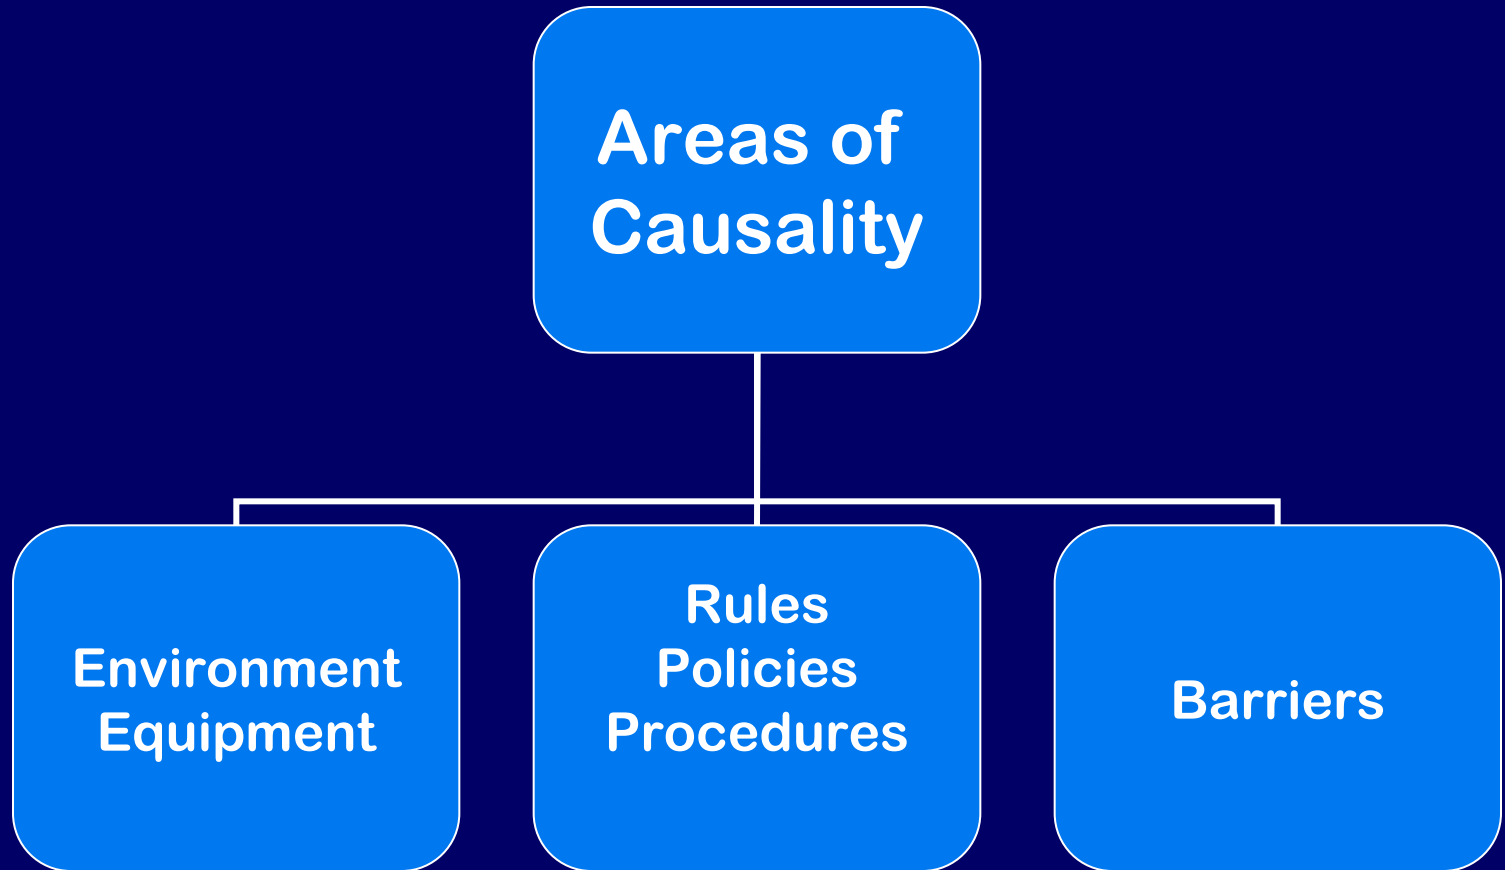 Areas of
Causality
Environment
Equipment
Rules
Policies
Procedures
Barriers